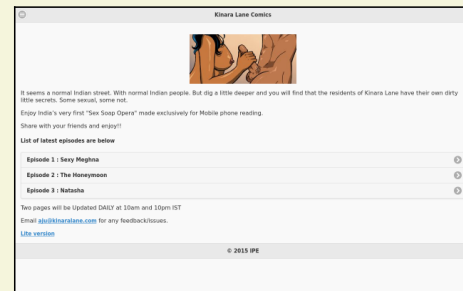 Kinara Lane Comics
It seems a normal Indian street. With normal Indian people. But dig a little deeper and you will find that the residents of Kinara Lane have their own dirty
little secrets. Some sexual, some not.
Enjoy India's very first "Sex Soap Opera" made exclusively for Mobile phone reading.
Share with your friends and enjoy!!
List of latest episodes are below
Episode 1 : Sexy Meghna
Episode 2 : The Honeymoon
Episode 3 : Natasha
Two pages will be Updated DAILY at 10am and 10pm IST
Email aju@kinaralane.com for any feedback/issues.
Lite version
© 2015 IPE